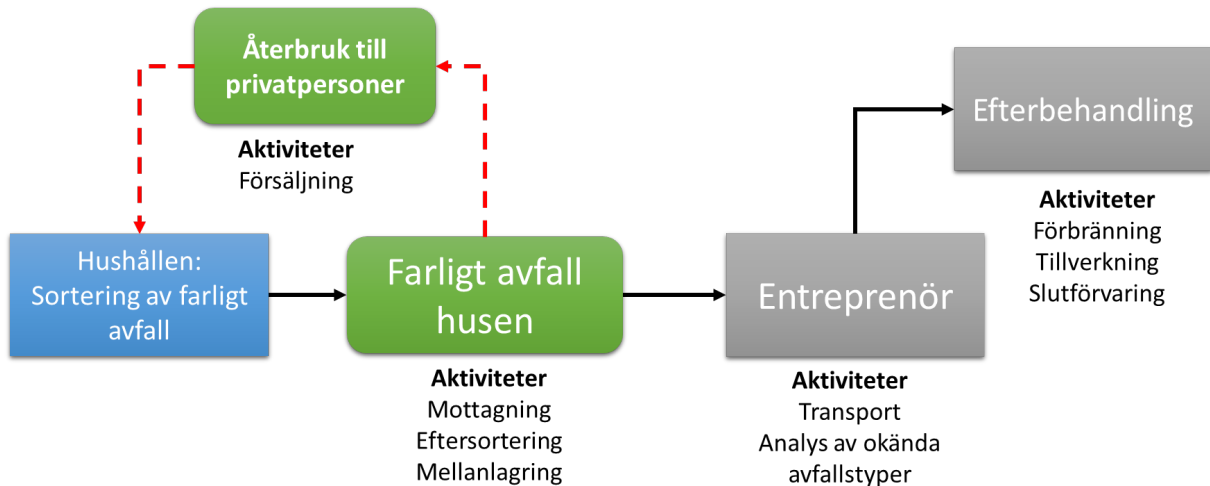 Återbruk till
privatpersoner
Aktiviteter
Försäljning
Hushållen:
Sortering av farligt
avfall
Farligt avfall
husen
Aktiviteter
Mottagning
Eftersortering
Mellanlagring
Entreprenör
Aktiviteter
Transport
Analys av okända
avfallstyper
Efterbehandling
Aktiviteter
Förbränning
Tillverkning
Slutförvaring